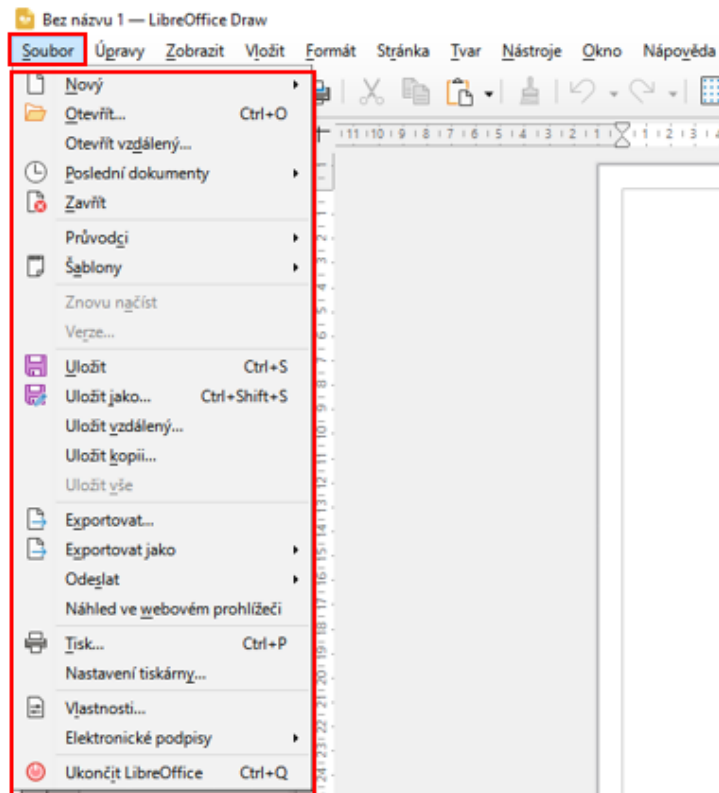 Bez názvu 1 — LibreOffice Draw
Soubor Úpravy Zobrazit Vložit Formát Stránka Tvar Nástroje Okno Nápověda
Nový
Otevřít... Ctrl+O
Otevřít vzdálený...
Poslední dokumenty
Zavřít
Průvodci
Šablony
Znovu načíst
Verze...
Uložit Ctrl+S
Uložit jako... Ctrl+Shift+S
Uložit vzdálený...
Uložit kopii...
Uložit vše
Exportovat...
Exportovat jako
Odeslat
Náhled ve webovém prohlížeči
Tisk... Ctrl+P
Nastavení tiskárny...
Vlastnosti...
Elektronické podpisy
Ukončit LibreOffice Ctrl+Q